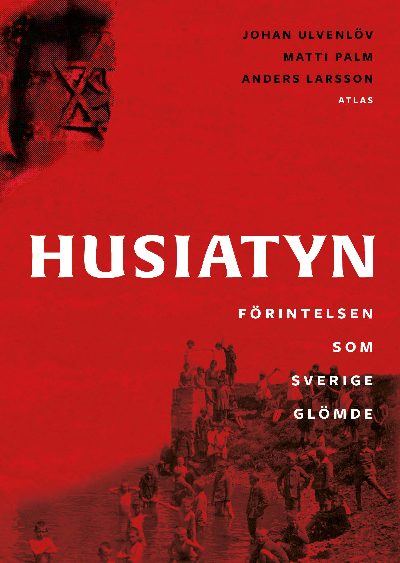 JOHAN ULVENLÖV
MATTI PALM
ANDERS LARSSON
ATLAS
HUSIATYN
FÖRINTELSEN
SOM
SVERIGE
GLÖMDE